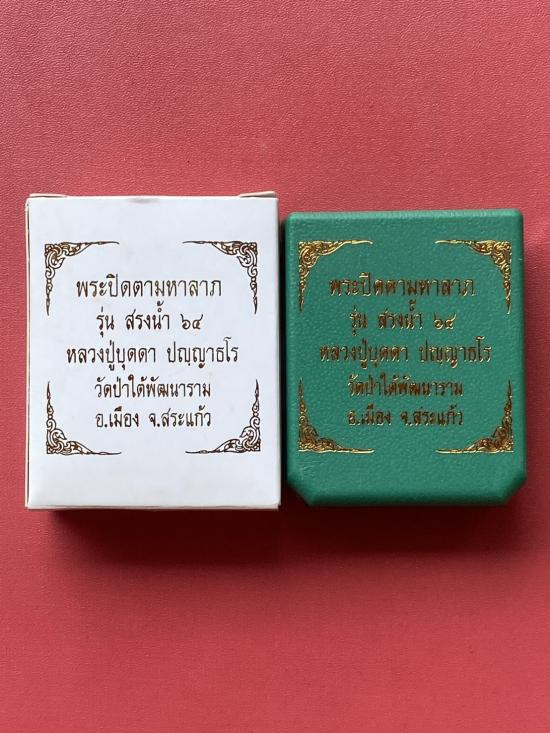 พระปิดตามหาลาภ
รุ่น สรงน้ำ ๖๔
หลวงปู่บุดดา ปญฺญาธโร
วัดป่าใต้พัฒนาราม
อ.เมือง จ.สระแก้ว
พระปิดตามหาลาภ
รุ่น สรงน้ำ ๖๔
หลวงปู่บุดดา ปญฺญาธโร
วัดป่าใต้พัฒนาราม
อ.เมือง จ.สระแก้ว